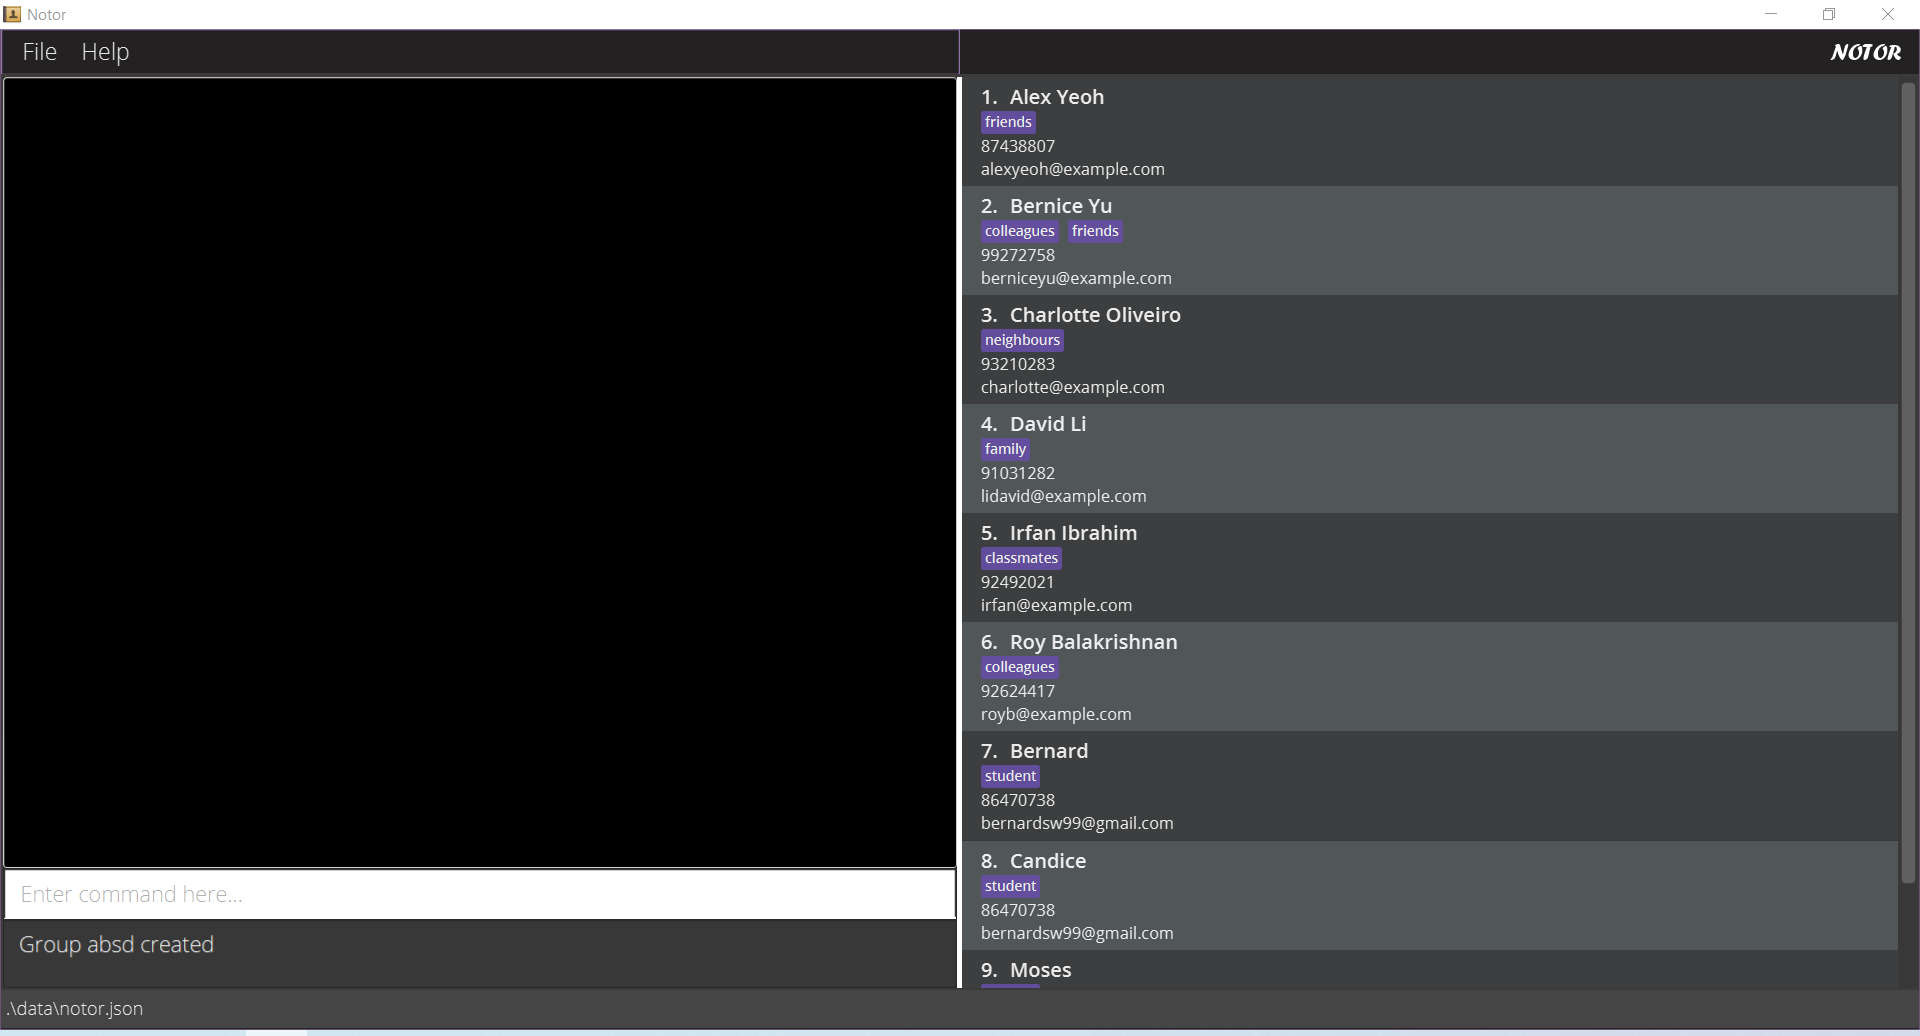 Notor
File Help
NOTOR
1. Alex Yeoh
friends
87438807
alexyeoh@example.com
2. Bernice Yu
colleagues friends
99272758
berniceyu@example.com
3. Charlotte Oliveiro
neighbours
93210283
charlotte@example.com
4. David Li
family
91031282
lidavid@example.com
5. Irfan Ibrahim
classmates
92492021
irfan@example.com
6. Roy Balakrishnan
colleagues
92624417
royb@example.com
7. Bernard
student
86470738
bernardsw99@gmail.com
8. Candice
student
86470738
bernardsw99@gmail.com
9. Moses
Enter command here...
Group absd created
.\data\notor.json